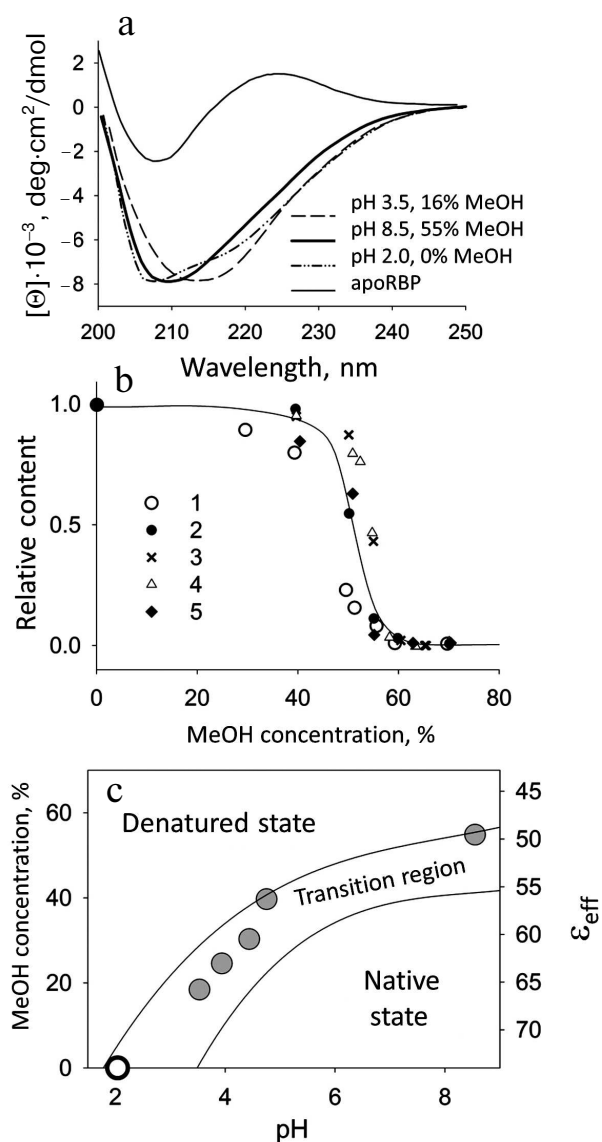 a
2
0
−2
−4
−6
−8
[Θ]·10⁻³, deg·cm²/dmol
pH 3.5, 16% MeOH
pH 8.5, 55% MeOH
pH 2.0, 0% MeOH
apoRBP
200 210 220 230 240 250
Wavelength, nm
b
1.0
0.5
0.0
Relative content
1
2
3
4
5
0 20 40 60 80
MeOH concentration, %
c
60
40
20
0
MeOH concentration, %
Denatured state
Transition region
Native
state
45
50
55
60
65
70
εeff
2 4 6 8
pH